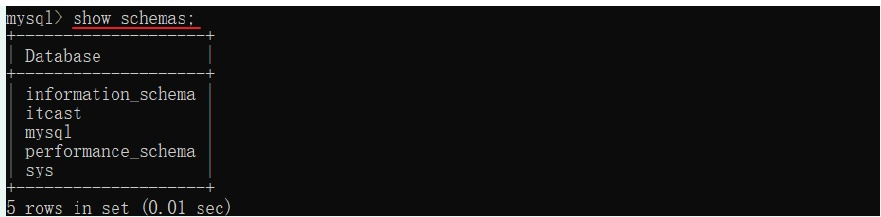 mysql> show schemas;
+--------------------+
| Database           |
+--------------------+
| information_schema |
| itcast             |
| mysql              |
| performance_schema |
| sys                |
+--------------------+
5 rows in set (0.01 sec)